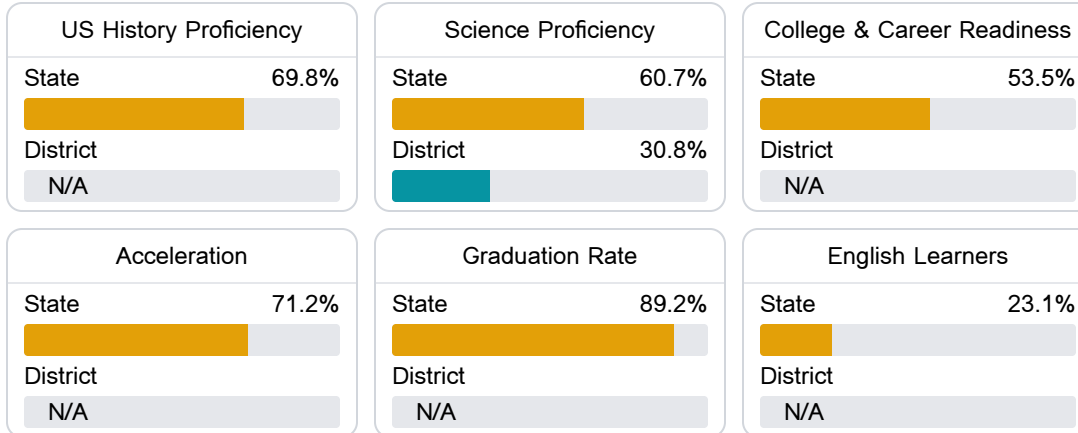 US History Proficiency
State 69.8%
District
N/A
Science Proficiency
State 60.7%
District 30.8%
College & Career Readiness
State 53.5%
District
N/A
Acceleration
State 71.2%
District
N/A
Graduation Rate
State 89.2%
District
N/A
English Learners
State 23.1%
District
N/A